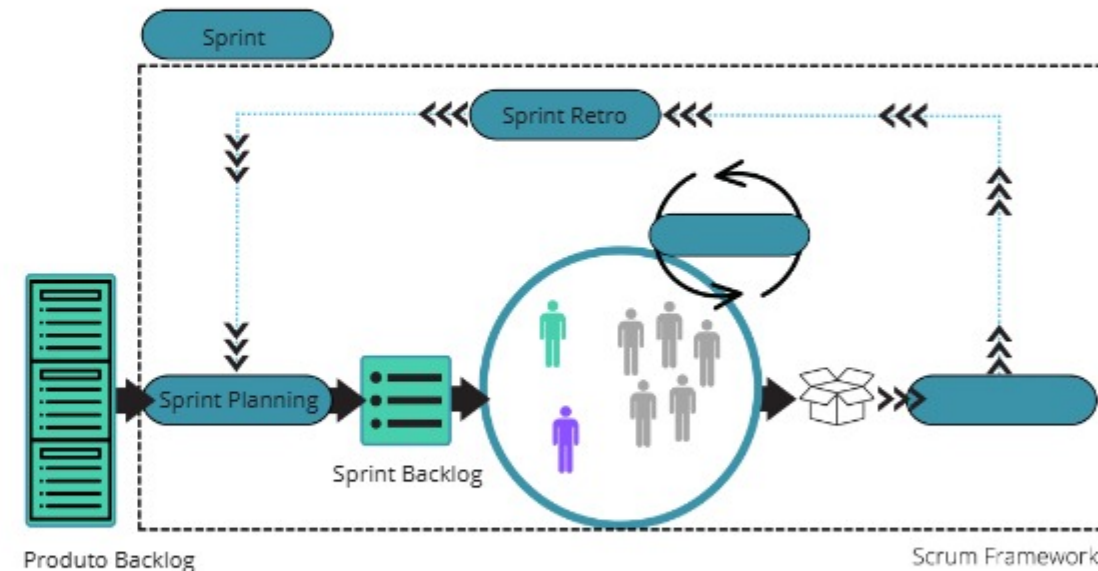 Sprint
Sprint Retro
Sprint Planning
Sprint Backlog
Produto Backlog
Scrum Framework